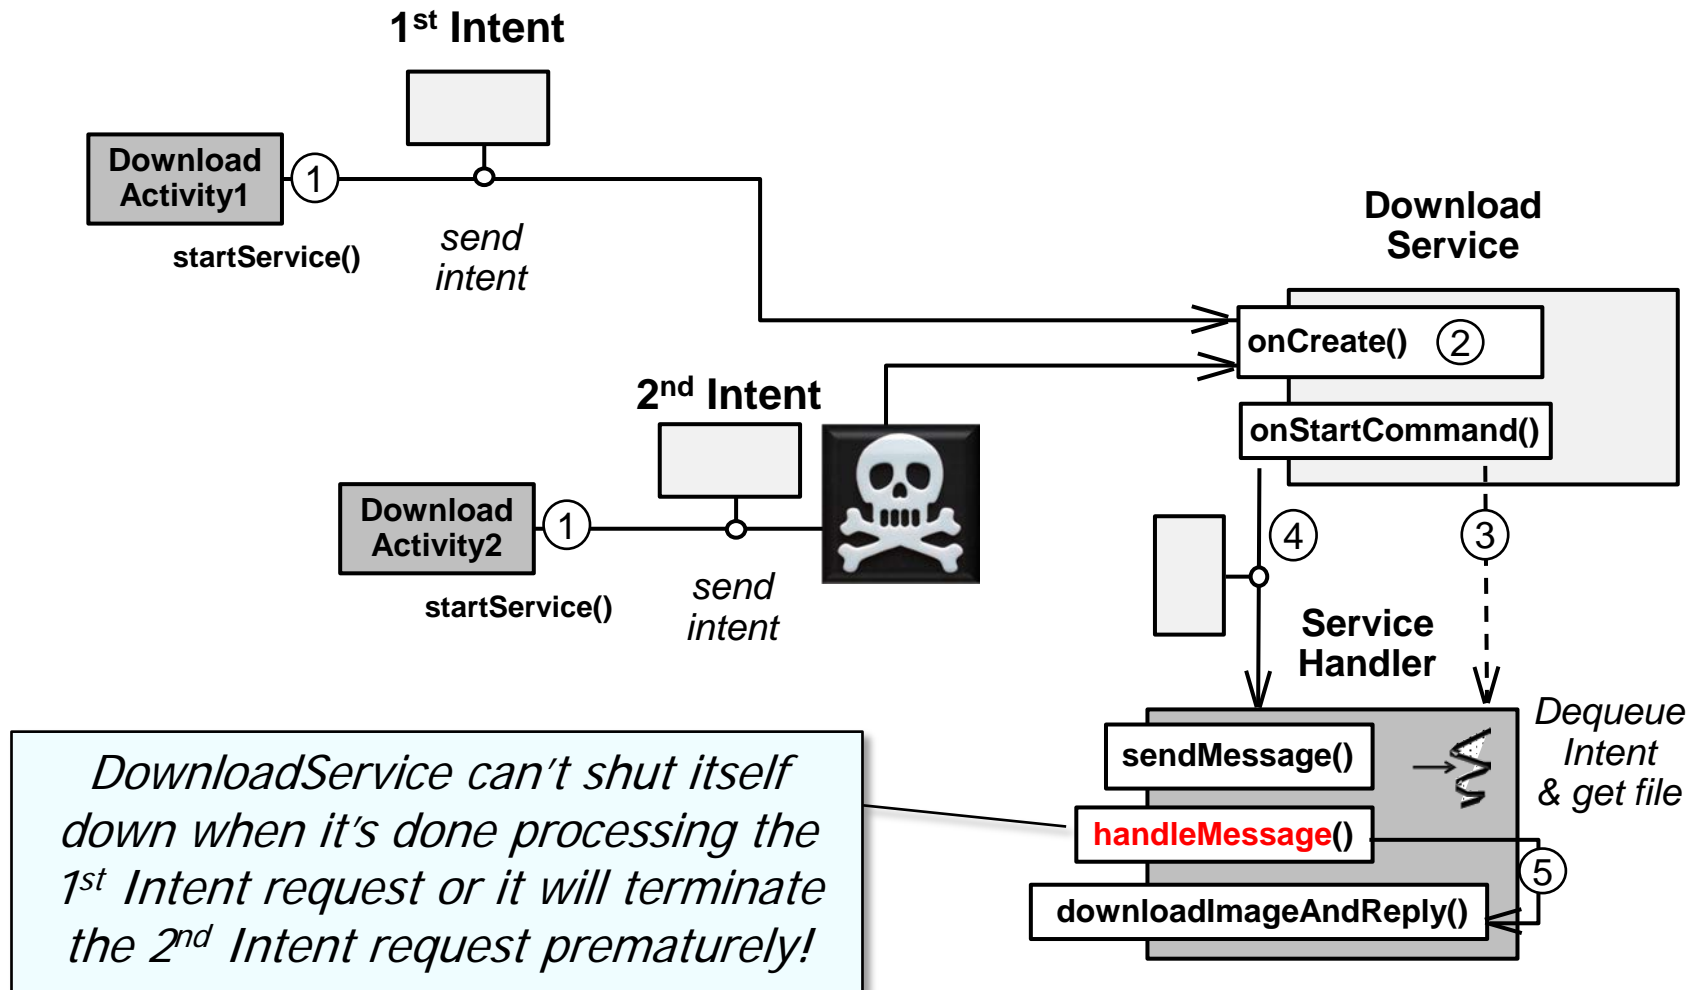 1st Intent
Download
Activity1
1
startService()
send
intent
Download
Service
onCreate()
2
onStartCommand()
2nd Intent
Download
Activity2
1
startService()
send
intent
4
3
Service
Handler
sendMessage()
handleMessage()
downloadImageAndReply()
5
Dequeue
Intent
& get file
DownloadService can't shut itself
down when it's done processing the
1st Intent request or it will terminate
the 2nd Intent request prematurely!